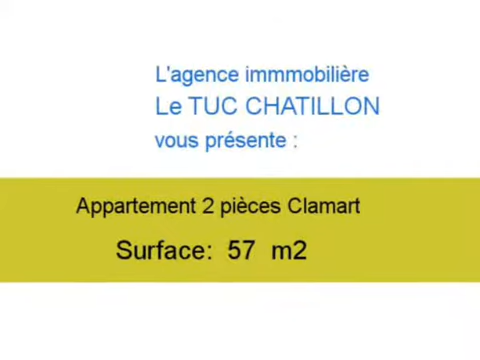 L'agence immmobilière
Le TUC CHATILLON
vous présente :
Appartement 2 pièces Clamart
Surface: 57 m2